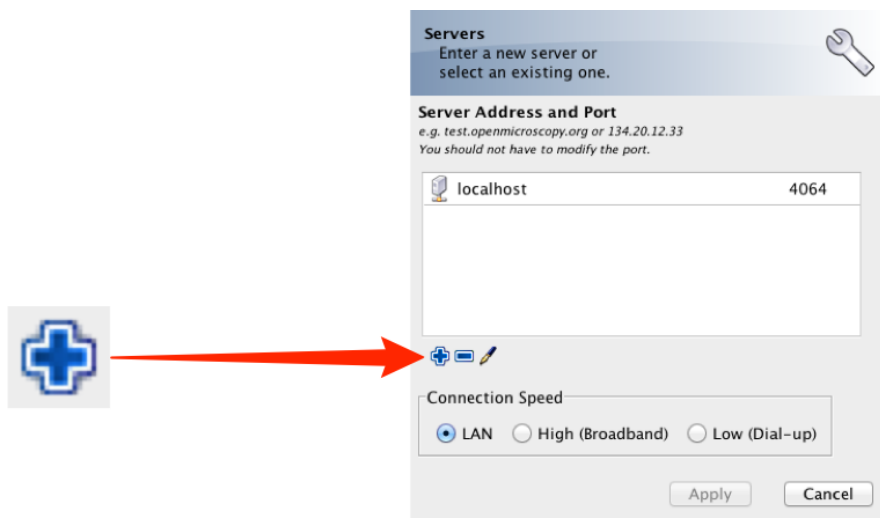 Servers
Enter a new server or
select an existing one.
Server Address and Port
e.g. test.openmicroscopy.org or 134.20.12.33
You should not have to modify the port.
localhost 4064
Connection Speed
LAN High (Broadband) Low (Dial-up)
Apply Cancel